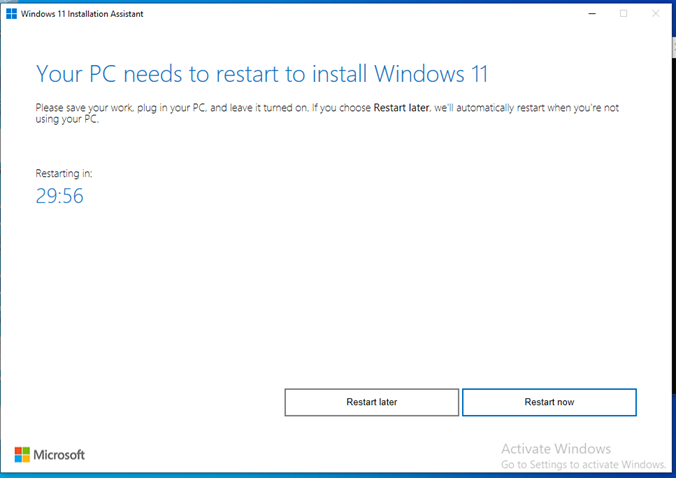 Windows 11 Installation Assistant
Your PC needs to restart to install Windows 11
Please save your work, plug in your PC, and leave it turned on. If you choose Restart later, we'll automatically restart when you're not
using your PC.
Restarting in:
29:56
Restart later
Restart now
Microsoft
Activate Windows
Go to Settings to activate Windows.